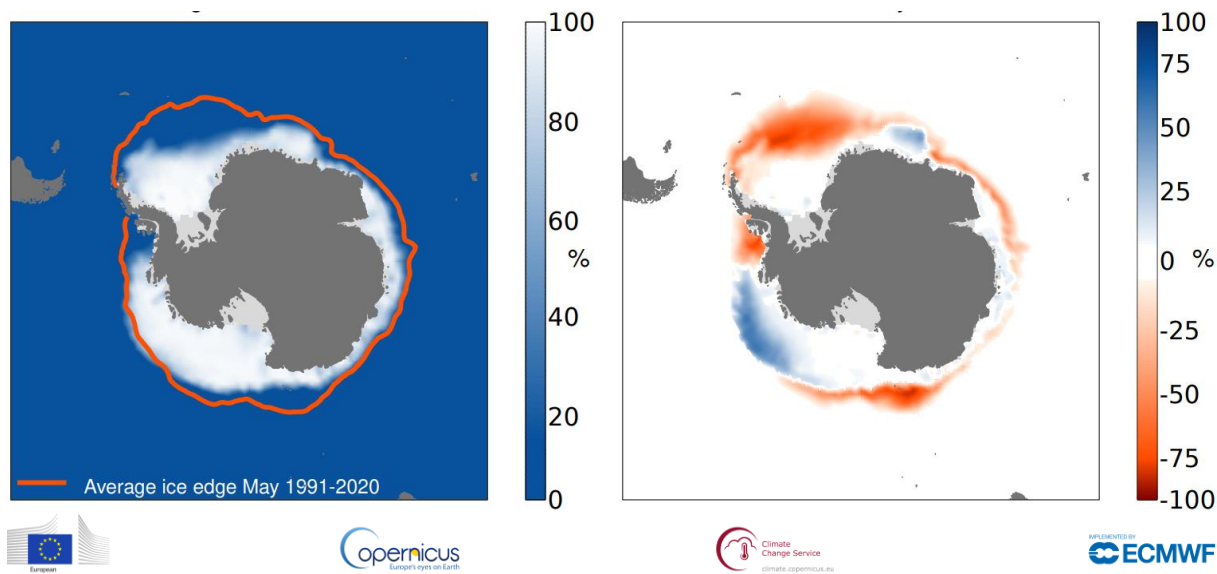 100
80
60
%
40
20
0
Average ice edge May 1991-2020
100
75
50
25
0 %
-25
-50
-75
-100
European
opernicus
Europe's eyes on Earth
Climate
Change Service
climate.copernicus.eu
IMPLEMENTED BY
ECMWF